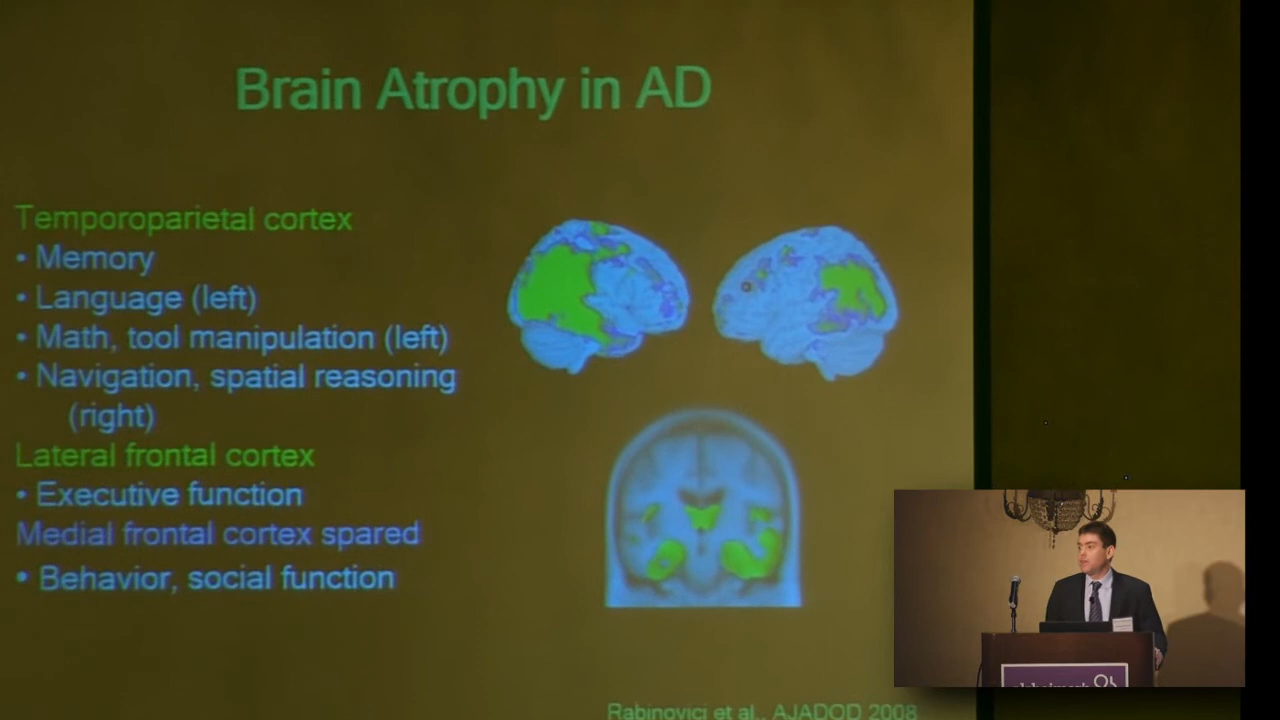 Brain Atrophy in AD
Temporoparietal cortex
• Memory
• Language (left)
• Math, tool manipulation (left)
• Navigation, spatial reasoning
(right)
Lateral frontal cortex
• Executive function
Medial frontal cortex spared
• Behavior, social function
Rabinovici et al., AJADOD 2008